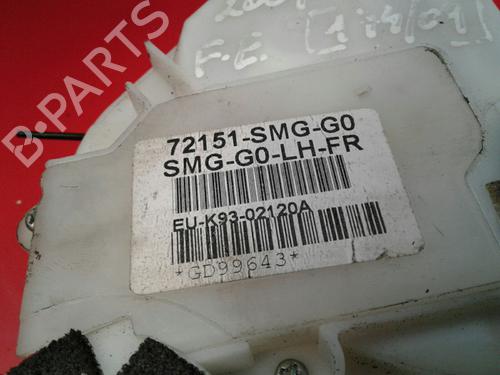 F.E.
72151-SMG-G0
SMG-G0-LH-FR
EU-K93-02120A
*GD99643*
B-PARTS